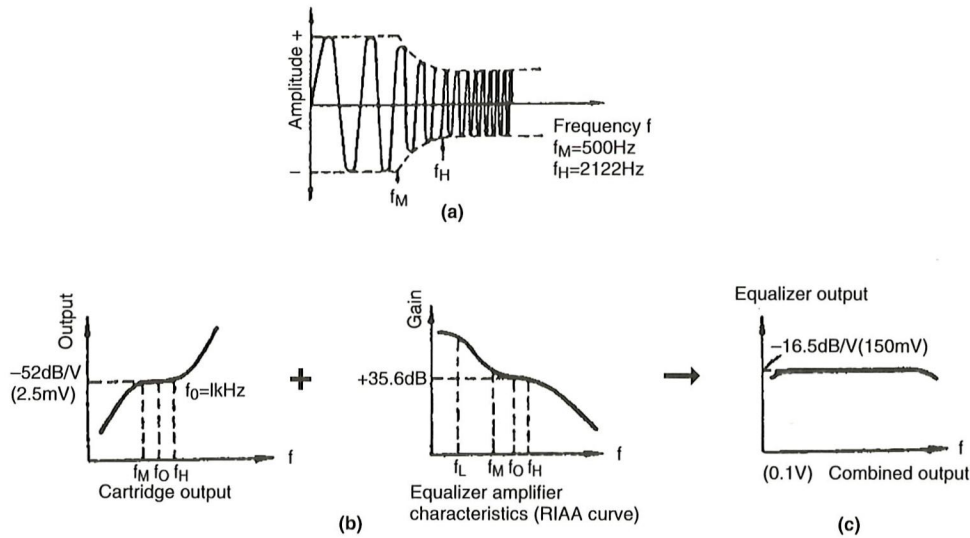 Amplitude +
–
fM
fH
Frequency f
fM=500Hz
fH=2122Hz
(a)
Output
–52dB/V
(2.5mV)
f0=lkHz
fM fO fH
f
Cartridge output
+
Gain
+35.6dB
fL fM fO fH
f
Equalizer amplifier
characteristics (RIAA curve)
(b)
Equalizer output
–16.5dB/V(150mV)
f
(0.1V) Combined output
(c)